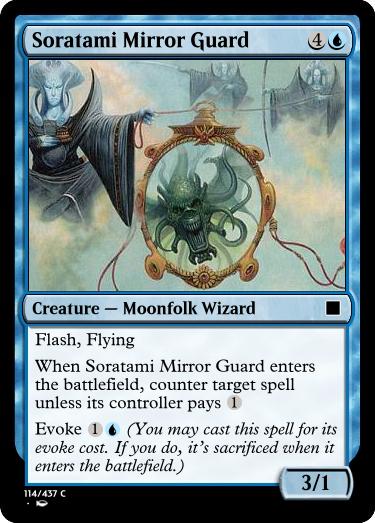 Soratami Mirror Guard 4
Creature — Moonfolk Wizard
Flash, Flying
When Soratami Mirror Guard enters
the battlefield, counter target spell
unless its controller pays 1
Evoke 1 (You may cast this spell for its
evoke cost. If you do, it's sacrificed when it
enters the battlefield.)
3/1
114/437 C